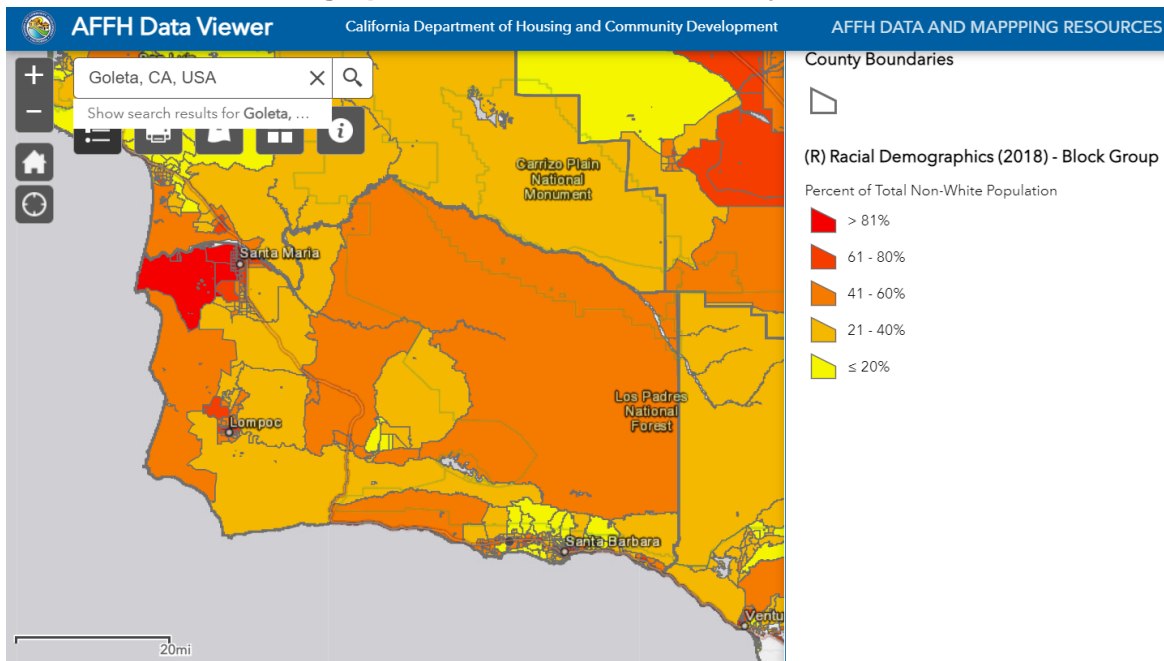 AFFH Data Viewer
California Department of Housing and Community Development
AFFH DATA AND MAPPPING RESOURCES
+
Goleta, CA, USA
Show search results for Goleta, ...
−
Carrizo Plain
National
Monument
Santa Maria
Los Padres
National
Forest
Lompoc
Santa Barbara
Ventu
20mi
County Boundaries
(R) Racial Demographics (2018) - Block Group
Percent of Total Non-White Population
> 81%
61 - 80%
41 - 60%
21 - 40%
≤ 20%